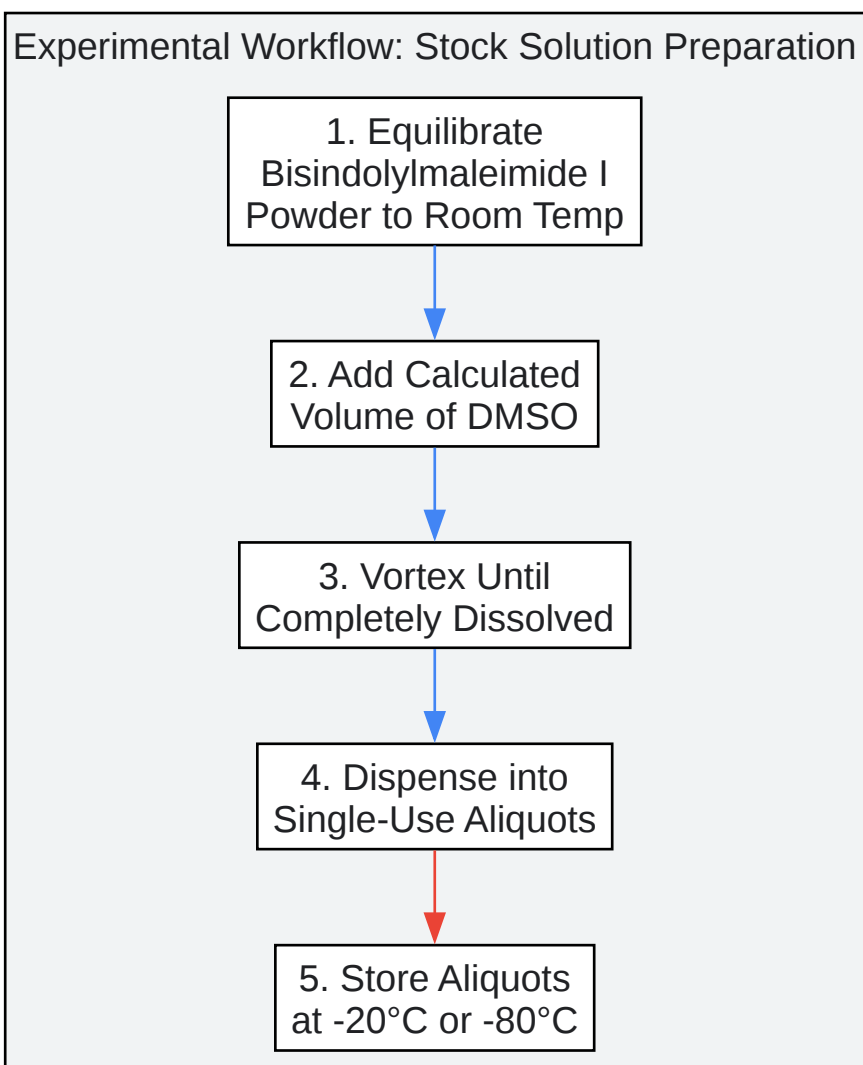 Experimental Workflow: Stock Solution Preparation
1. Equilibrate
Bisindolylmaleimide I
Powder to Room Temp
2. Add Calculated
Volume of DMSO
3. Vortex Until
Completely Dissolved
4. Dispense into
Single-Use Aliquots
5. Store Aliquots
at -20°C or -80°C